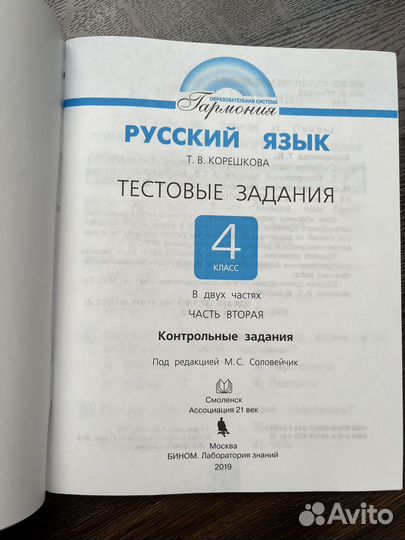 ОБРАЗОВАТЕЛЬНАЯ СИСТЕМА
Гармония
РУССКИЙ ЯЗЫК
Т. В. КОРЕШКОВА
ТЕСТОВЫЕ ЗАДАНИЯ
4
КЛАСС
В двух частях
ЧАСТЬ ВТОРАЯ
Контрольные задания
Под редакцией М.С. Соловейчик
Смоленск
Ассоциация 21 век
Москва
БИНОМ. Лаборатория знаний
2019
Avito